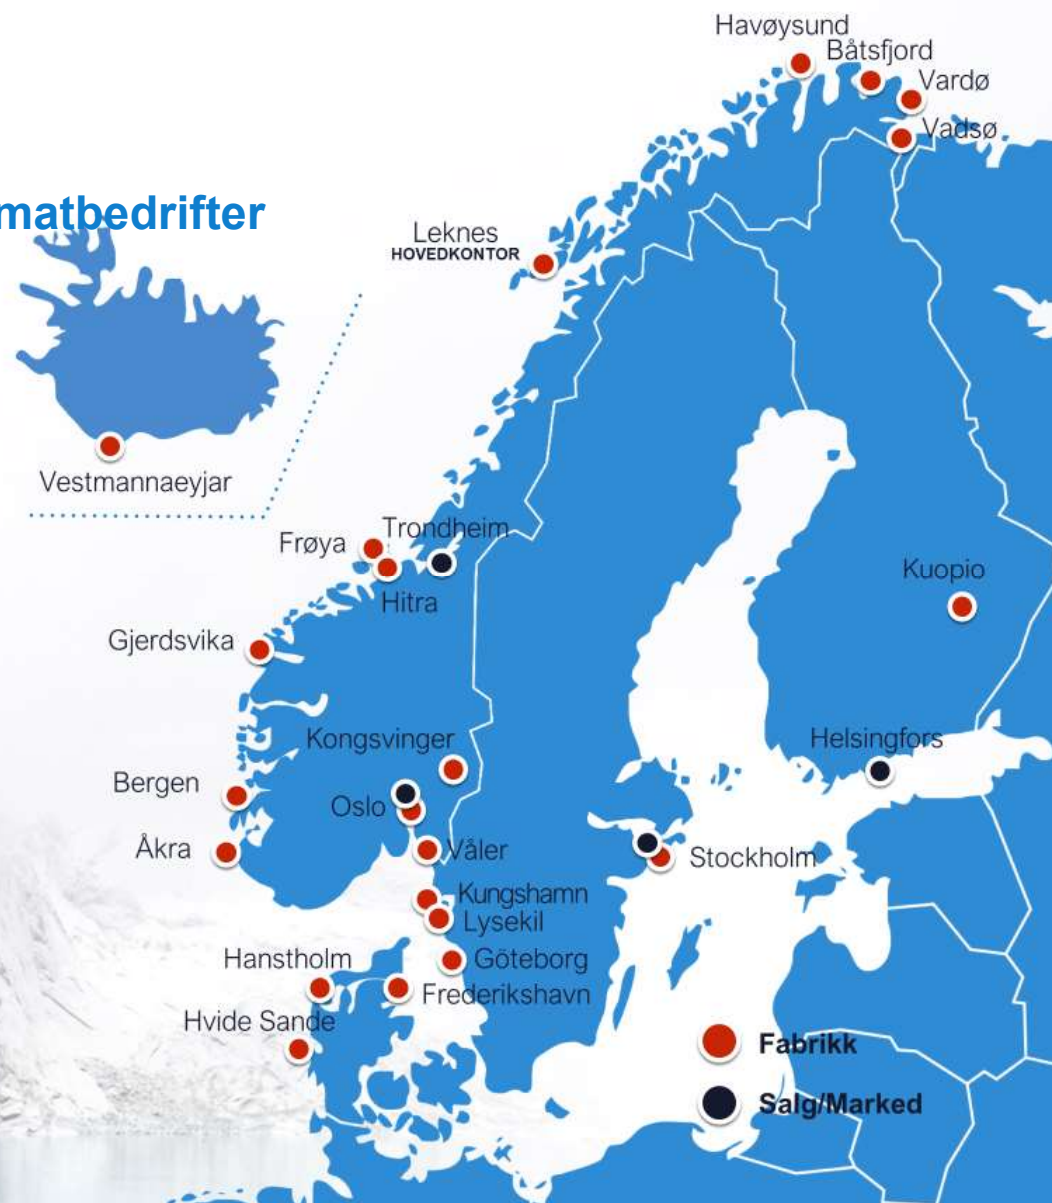 Havøysund
Båtsfjord
Vardø
Vadsø
matbedrifter
Leknes
HOVEDKONTOR
Vestmannaeyjar
Trondheim
Frøya
Kuopio
Hitra
Gjerdsvika
Kongsvinger
Helsingfors
Bergen
Oslo
Åkra
Våler
Stockholm
Kungshamn
Lysekil
Hanstholm
Göteborg
Frederikshavn
Hvide Sande
Fabrikk
Salg/Marked